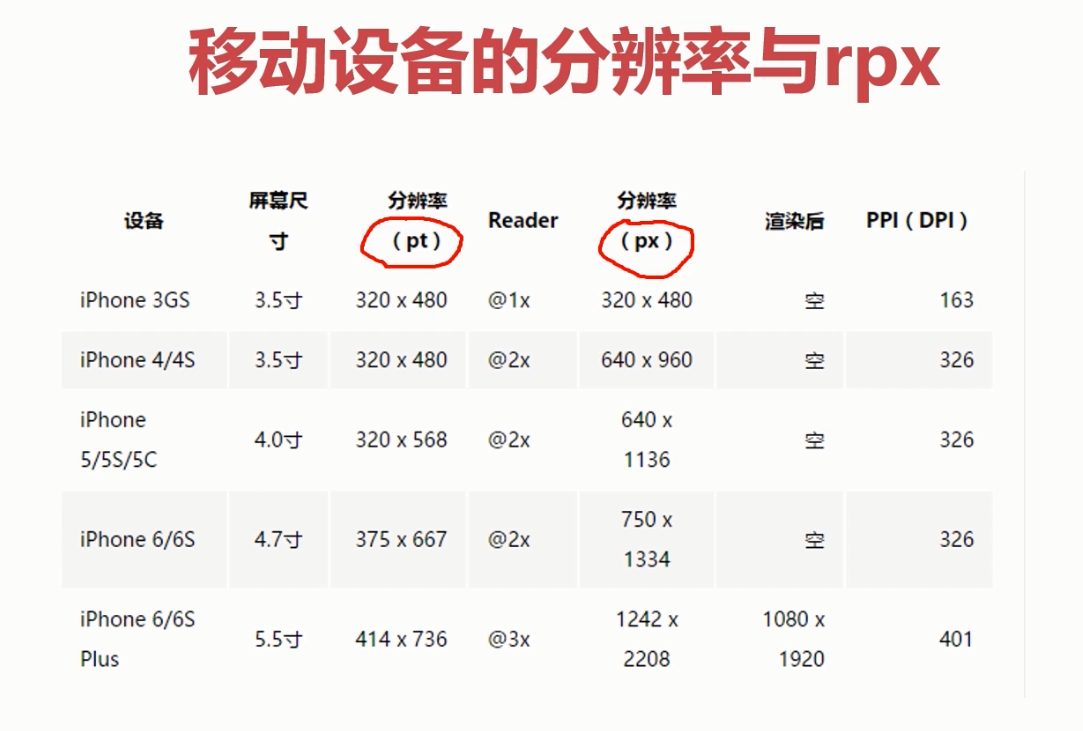 移动设备的分辨率与rpx
设备 屏幕尺寸 分辨率（pt） Reader 分辨率（px） 渲染后 PPI（DPI）
iPhone 3GS 3.5寸 320 x 480 @1x 320 x 480 空 163
iPhone 4/4S 3.5寸 320 x 480 @2x 640 x 960 空 326
iPhone 5/5S/5C 4.0寸 320 x 568 @2x 640 x 1136 空 326
iPhone 6/6S 4.7寸 375 x 667 @2x 750 x 1334 空 326
iPhone 6/6S Plus 5.5寸 414 x 736 @3x 1242 x 2208 1080 x 1920 401